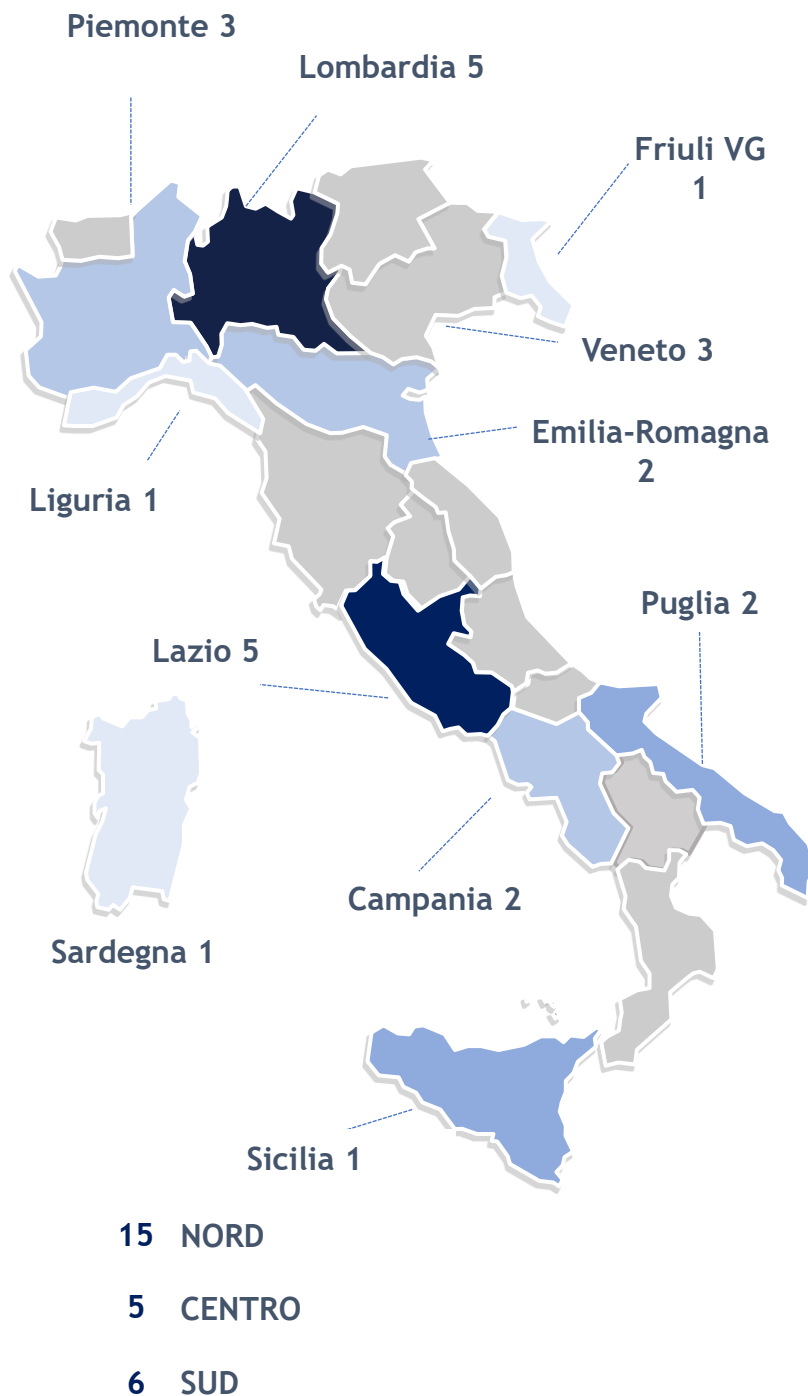 Piemonte 3
Lombardia 5
Friuli VG
1
Veneto 3
Emilia-Romagna
2
Liguria 1
Puglia 2
Lazio 5
Campania 2
Sardegna 1
Sicilia 1
15 NORD
5 CENTRO
6 SUD